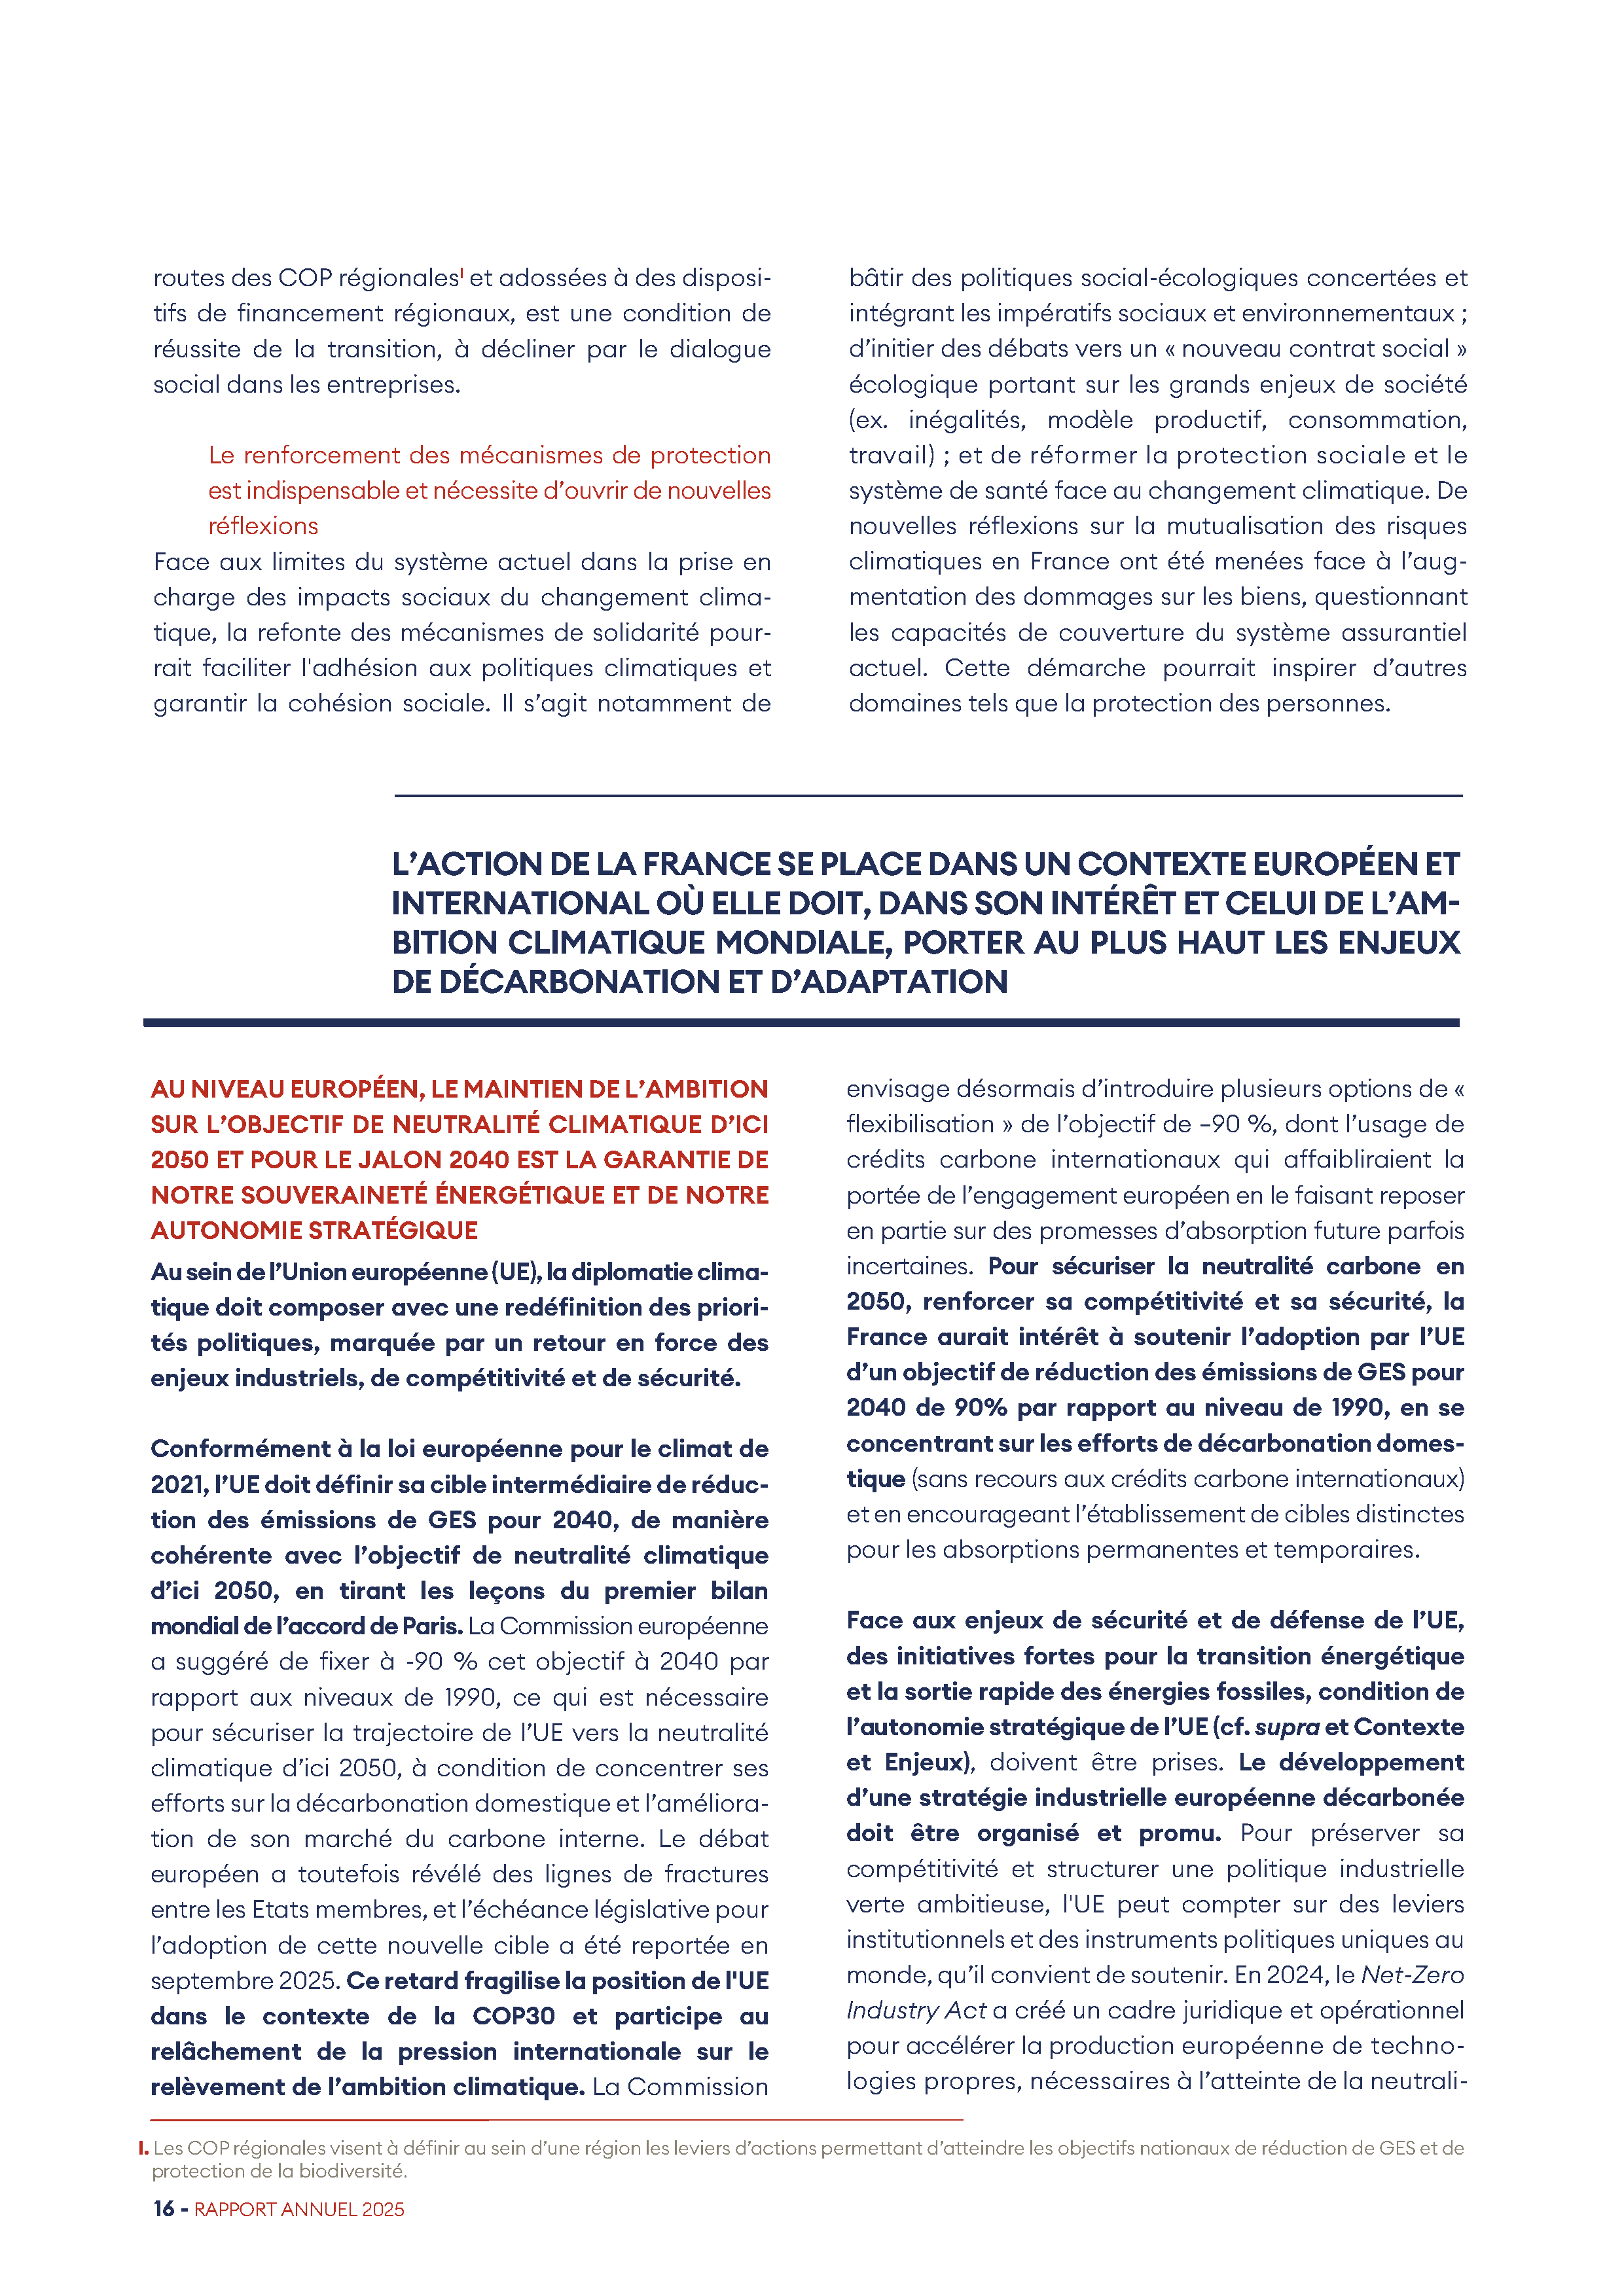 routes des COP régionalesᴵ et adossées à des disposi-
tifs de financement régionaux, est une condition de
réussite de la transition, à décliner par le dialogue
social dans les entreprises.
Le renforcement des mécanismes de protection
est indispensable et nécessite d’ouvrir de nouvelles
réflexions
Face aux limites du système actuel dans la prise en
charge des impacts sociaux du changement clima-
tique, la refonte des mécanismes de solidarité pour-
rait faciliter l'adhésion aux politiques climatiques et
garantir la cohésion sociale. Il s’agit notamment de
bâtir des politiques social-écologiques concertées et
intégrant les impératifs sociaux et environnementaux ;
d’initier des débats vers un « nouveau contrat social »
écologique portant sur les grands enjeux de société
(ex. inégalités, modèle productif, consommation,
travail) ; et de réformer la protection sociale et le
système de santé face au changement climatique. De
nouvelles réflexions sur la mutualisation des risques
climatiques en France ont été menées face à l’aug-
mentation des dommages sur les biens, questionnant
les capacités de couverture du système assurantiel
actuel. Cette démarche pourrait inspirer d’autres
domaines tels que la protection des personnes.
L’ACTION DE LA FRANCE SE PLACE DANS UN CONTEXTE EUROPÉEN ET
INTERNATIONAL OÙ ELLE DOIT, DANS SON INTÉRÊT ET CELUI DE L’AM-
BITION CLIMATIQUE MONDIALE, PORTER AU PLUS HAUT LES ENJEUX
DE DÉCARBONATION ET D’ADAPTATION
AU NIVEAU EUROPÉEN, LE MAINTIEN DE L’AMBITION
SUR L’OBJECTIF DE NEUTRALITÉ CLIMATIQUE D’ICI
2050 ET POUR LE JALON 2040 EST LA GARANTIE DE
NOTRE SOUVERAINETÉ ÉNERGÉTIQUE ET DE NOTRE
AUTONOMIE STRATÉGIQUE
Au sein de l’Union européenne (UE), la diplomatie clima-
tique doit composer avec une redéfinition des priori-
tés politiques, marquée par un retour en force des
enjeux industriels, de compétitivité et de sécurité.
Conformément à la loi européenne pour le climat de
2021, l’UE doit définir sa cible intermédiaire de réduc-
tion des émissions de GES pour 2040, de manière
cohérente avec l’objectif de neutralité climatique
d’ici 2050, en tirant les leçons du premier bilan
mondial de l’accord de Paris. La Commission européenne
a suggéré de fixer à -90 % cet objectif à 2040 par
rapport aux niveaux de 1990, ce qui est nécessaire
pour sécuriser la trajectoire de l’UE vers la neutralité
climatique d’ici 2050, à condition de concentrer ses
efforts sur la décarbonation domestique et l’améliora-
tion de son marché du carbone interne. Le débat
européen a toutefois révélé des lignes de fractures
entre les Etats membres, et l’échéance législative pour
l’adoption de cette nouvelle cible a été reportée en
septembre 2025. Ce retard fragilise la position de l'UE
dans le contexte de la COP30 et participe au
relâchement de la pression internationale sur le
relèvement de l’ambition climatique. La Commission
envisage désormais d’introduire plusieurs options de «
flexibilisation » de l’objectif de –90 %, dont l’usage de
crédits carbone internationaux qui affaibliraient la
portée de l’engagement européen en le faisant reposer
en partie sur des promesses d’absorption future parfois
incertaines. Pour sécuriser la neutralité carbone en
2050, renforcer sa compétitivité et sa sécurité, la
France aurait intérêt à soutenir l’adoption par l’UE
d’un objectif de réduction des émissions de GES pour
2040 de 90% par rapport au niveau de 1990, en se
concentrant sur les efforts de décarbonation domes-
tique (sans recours aux crédits carbone internationaux)
et en encourageant l’établissement de cibles distinctes
pour les absorptions permanentes et temporaires.
Face aux enjeux de sécurité et de défense de l’UE,
des initiatives fortes pour la transition énergétique
et la sortie rapide des énergies fossiles, condition de
l’autonomie stratégique de l’UE (cf. supra et Contexte
et Enjeux), doivent être prises. Le développement
d’une stratégie industrielle européenne décarbonée
doit être organisé et promu. Pour préserver sa
compétitivité et structurer une politique industrielle
verte ambitieuse, l'UE peut compter sur des leviers
institutionnels et des instruments politiques uniques au
monde, qu’il convient de soutenir. En 2024, le Net-Zero
Industry Act a créé un cadre juridique et opérationnel
pour accélérer la production européenne de techno-
logies propres, nécessaires à l’atteinte de la neutrali-
I. Les COP régionales visent à définir au sein d’une région les leviers d’actions permettant d’atteindre les objectifs nationaux de réduction de GES et de
protection de la biodiversité.
16 - RAPPORT ANNUEL 2025